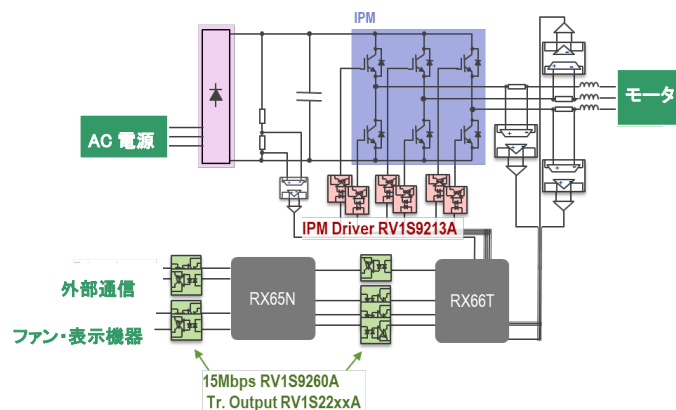 IPM
AC 電源
モータ
IPM Driver RV1S9213A
外部通信
RX65N
RX66T
ファン・表示機器
15Mbps RV1S9260A
Tr. Output RV1S22xxA